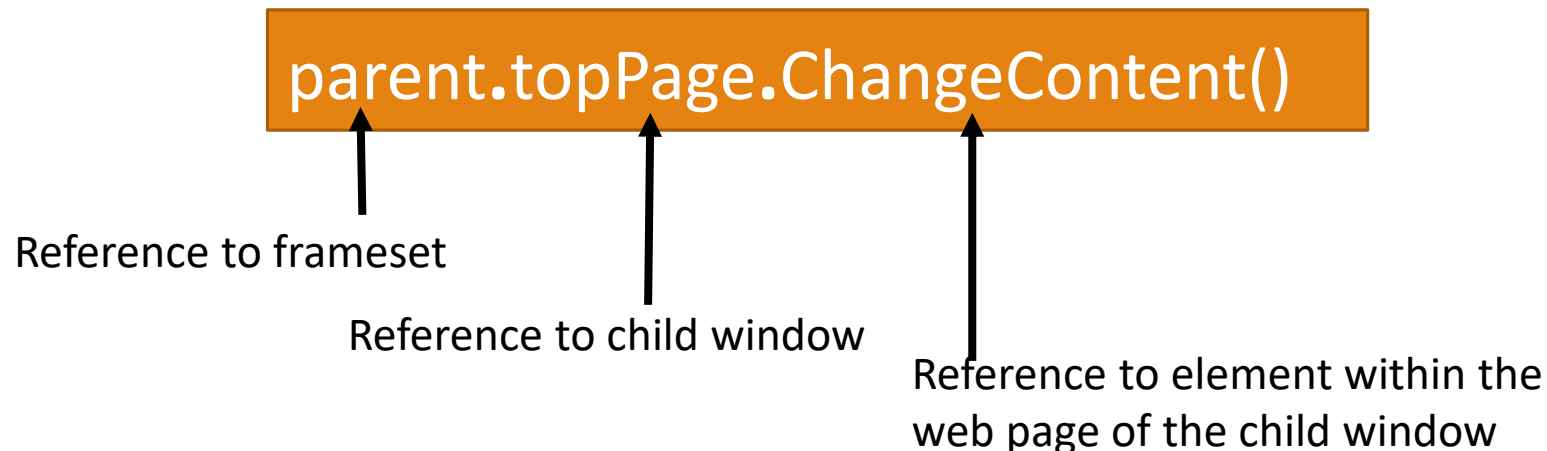 parent.topPage.ChangeContent()
Reference to frameset
Reference to child window
Reference to element within the
web page of the child window